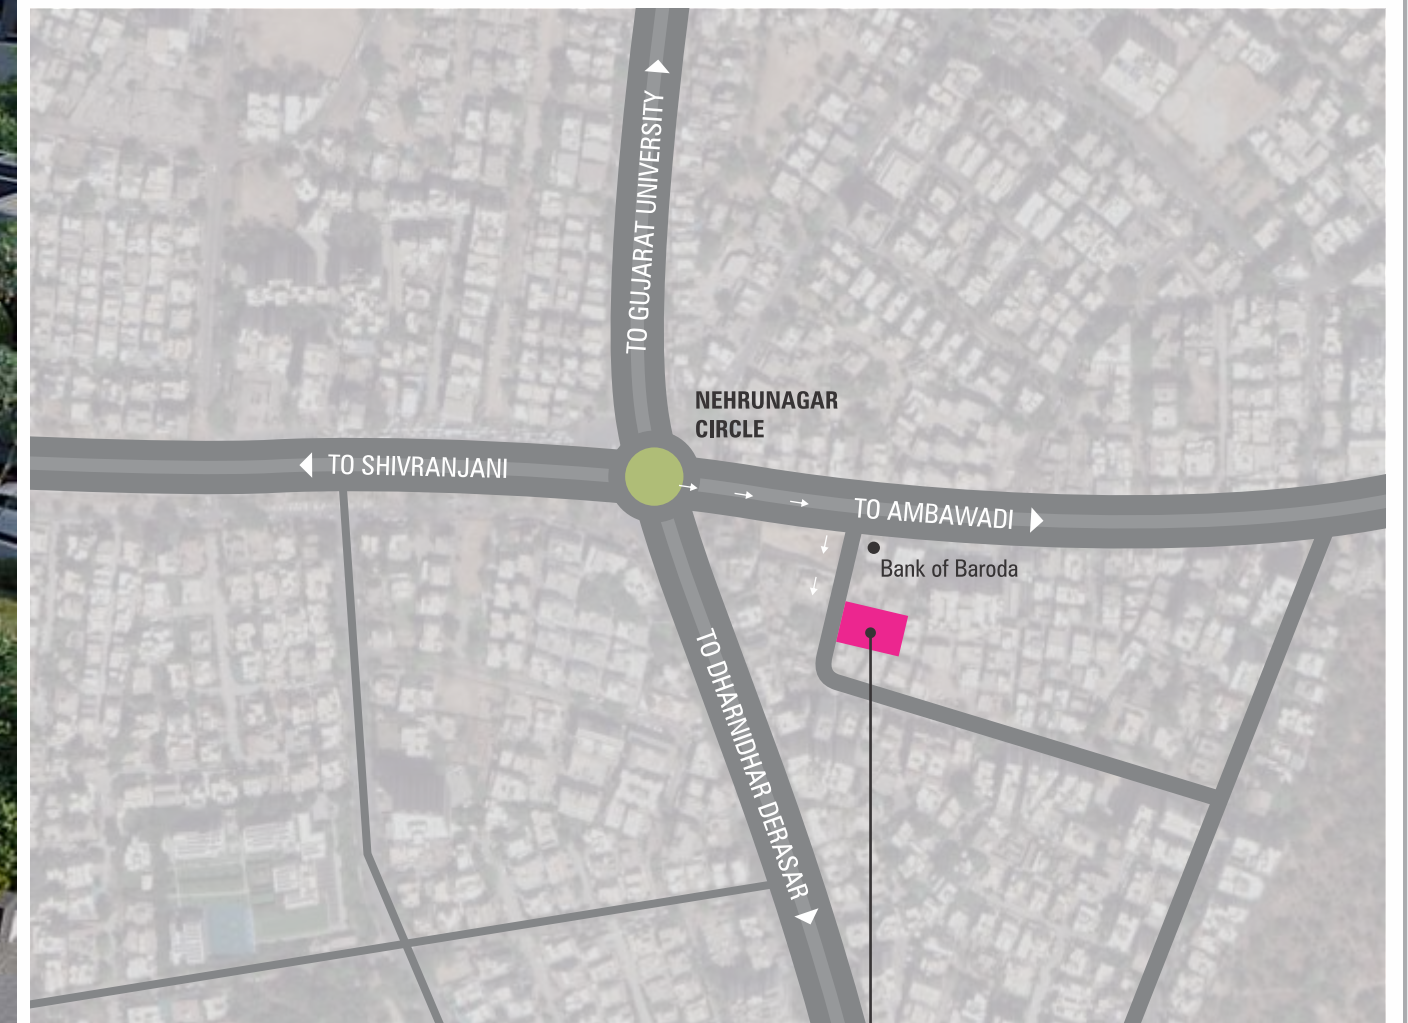 TO GUJARAT UNIVERSITY
NEHRUNAGAR
CIRCLE
TO SHIVRANJANI
TO AMBAWADI
Bank of Baroda
TO DHARNIDHAR DERASAR